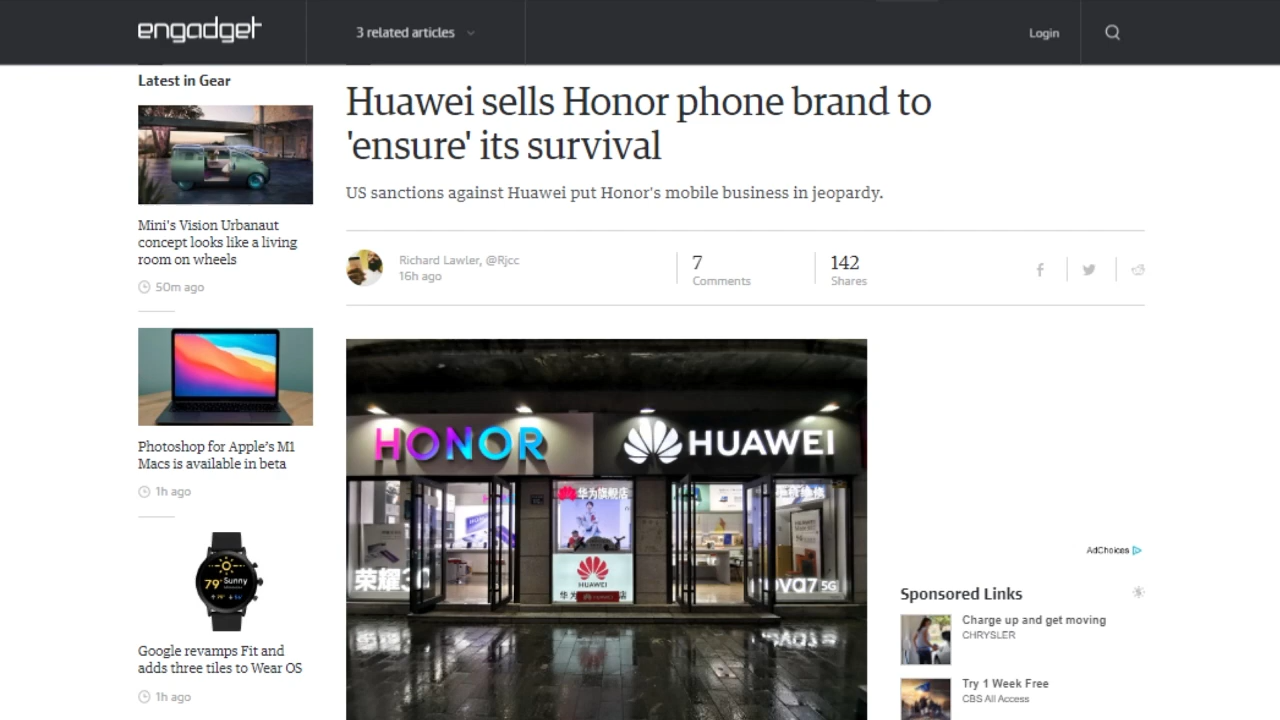 engadget
3 related articles
Login
Latest in Gear
Mini's Vision Urbanaut
concept looks like a living
room on wheels
50m ago
Photoshop for Apple's M1
Macs is available in beta
1h ago
79° Sunny
Google revamps Fit and
adds three tiles to Wear OS
1h ago
Huawei sells Honor phone brand to
'ensure' its survival
US sanctions against Huawei put Honor's mobile business in jeopardy.
Richard Lawler, @Rjcc
16h ago
7
Comments
142
Shares
HONOR
HUAWEI
华为旗舰店
HUAWEI
荣耀30
nova7 5G
AdChoices
Sponsored Links
Charge up and get moving
CHRYSLER
Try 1 Week Free
CBS All Access